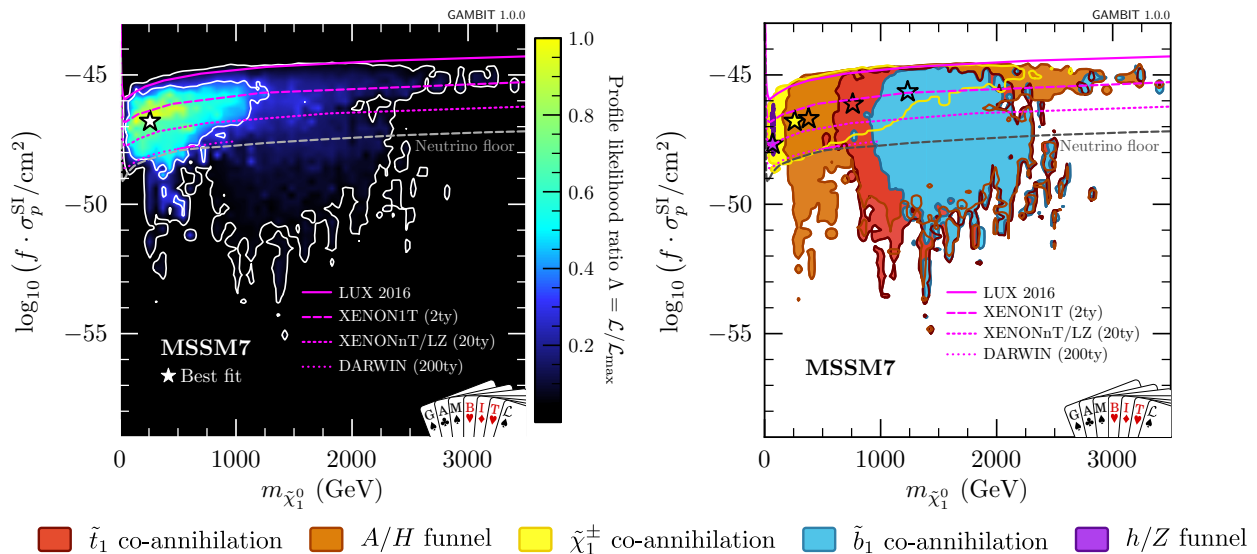 GAMBIT 1.0.0
log₁₀ (f · σₚˢᴵ/cm²)
−45
−50
−55
Neutrino floor
LUX 2016
XENON1T (2ty)
XENONnT/LZ (20ty)
DARWIN (200ty)
MSSM7
Best fit
G A M B I T L
0 1000 2000 3000
m_χ̃₁⁰ (GeV)
1.0
0.8
0.6
0.4
0.2
Profile likelihood ratio Λ = ℒ/ℒmax
GAMBIT 1.0.0
log₁₀ (f · σₚˢᴵ/cm²)
−45
−50
−55
Neutrino floor
LUX 2016
XENON1T (2ty)
XENONnT/LZ (20ty)
DARWIN (200ty)
MSSM7
G A M B I T L
0 1000 2000 3000
m_χ̃₁⁰ (GeV)
t̃₁ co-annihilation A/H funnel χ̃₁± co-annihilation b̃₁ co-annihilation h/Z funnel